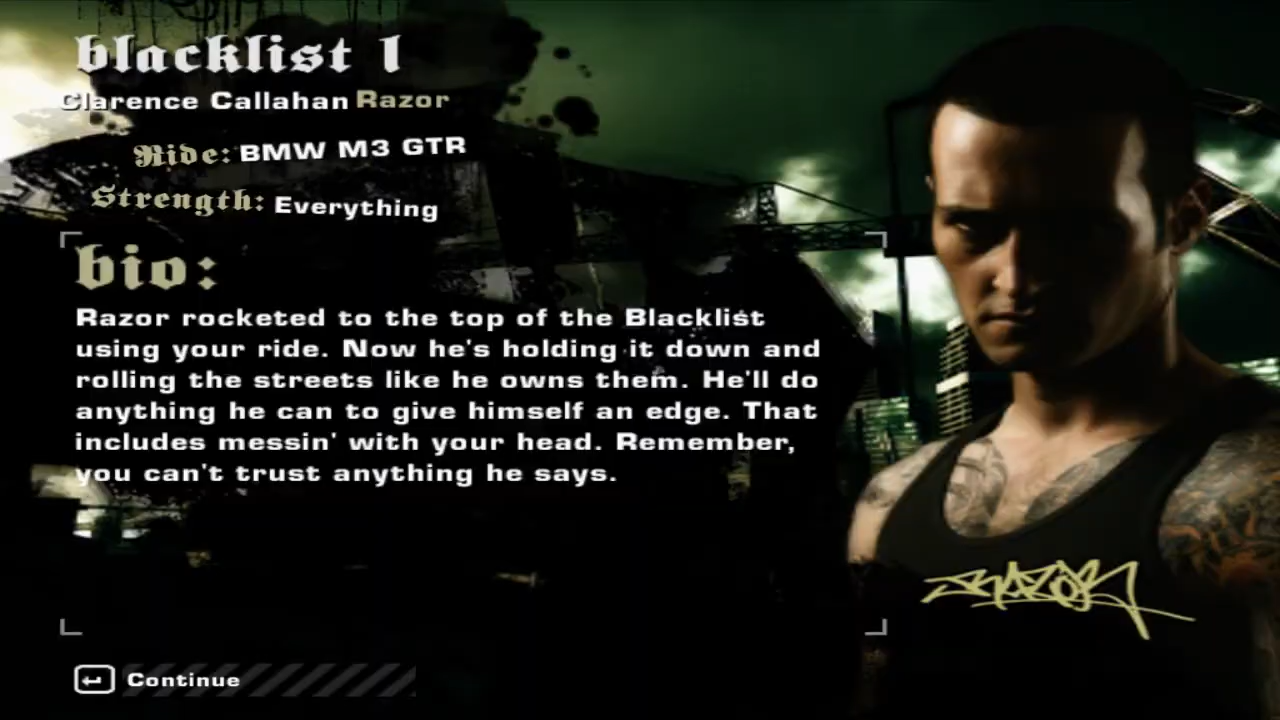 blacklist 1
Clarence Callahan Razor
Ride: BMW M3 GTR
Strength: Everything
bio:
Razor rocketed to the top of the Blacklist
using your ride. Now he's holding it down and
rolling the streets like he owns them. He'll do
anything he can to give himself an edge. That
includes messin' with your head. Remember,
you can't trust anything he says.
RAZOR
Continue